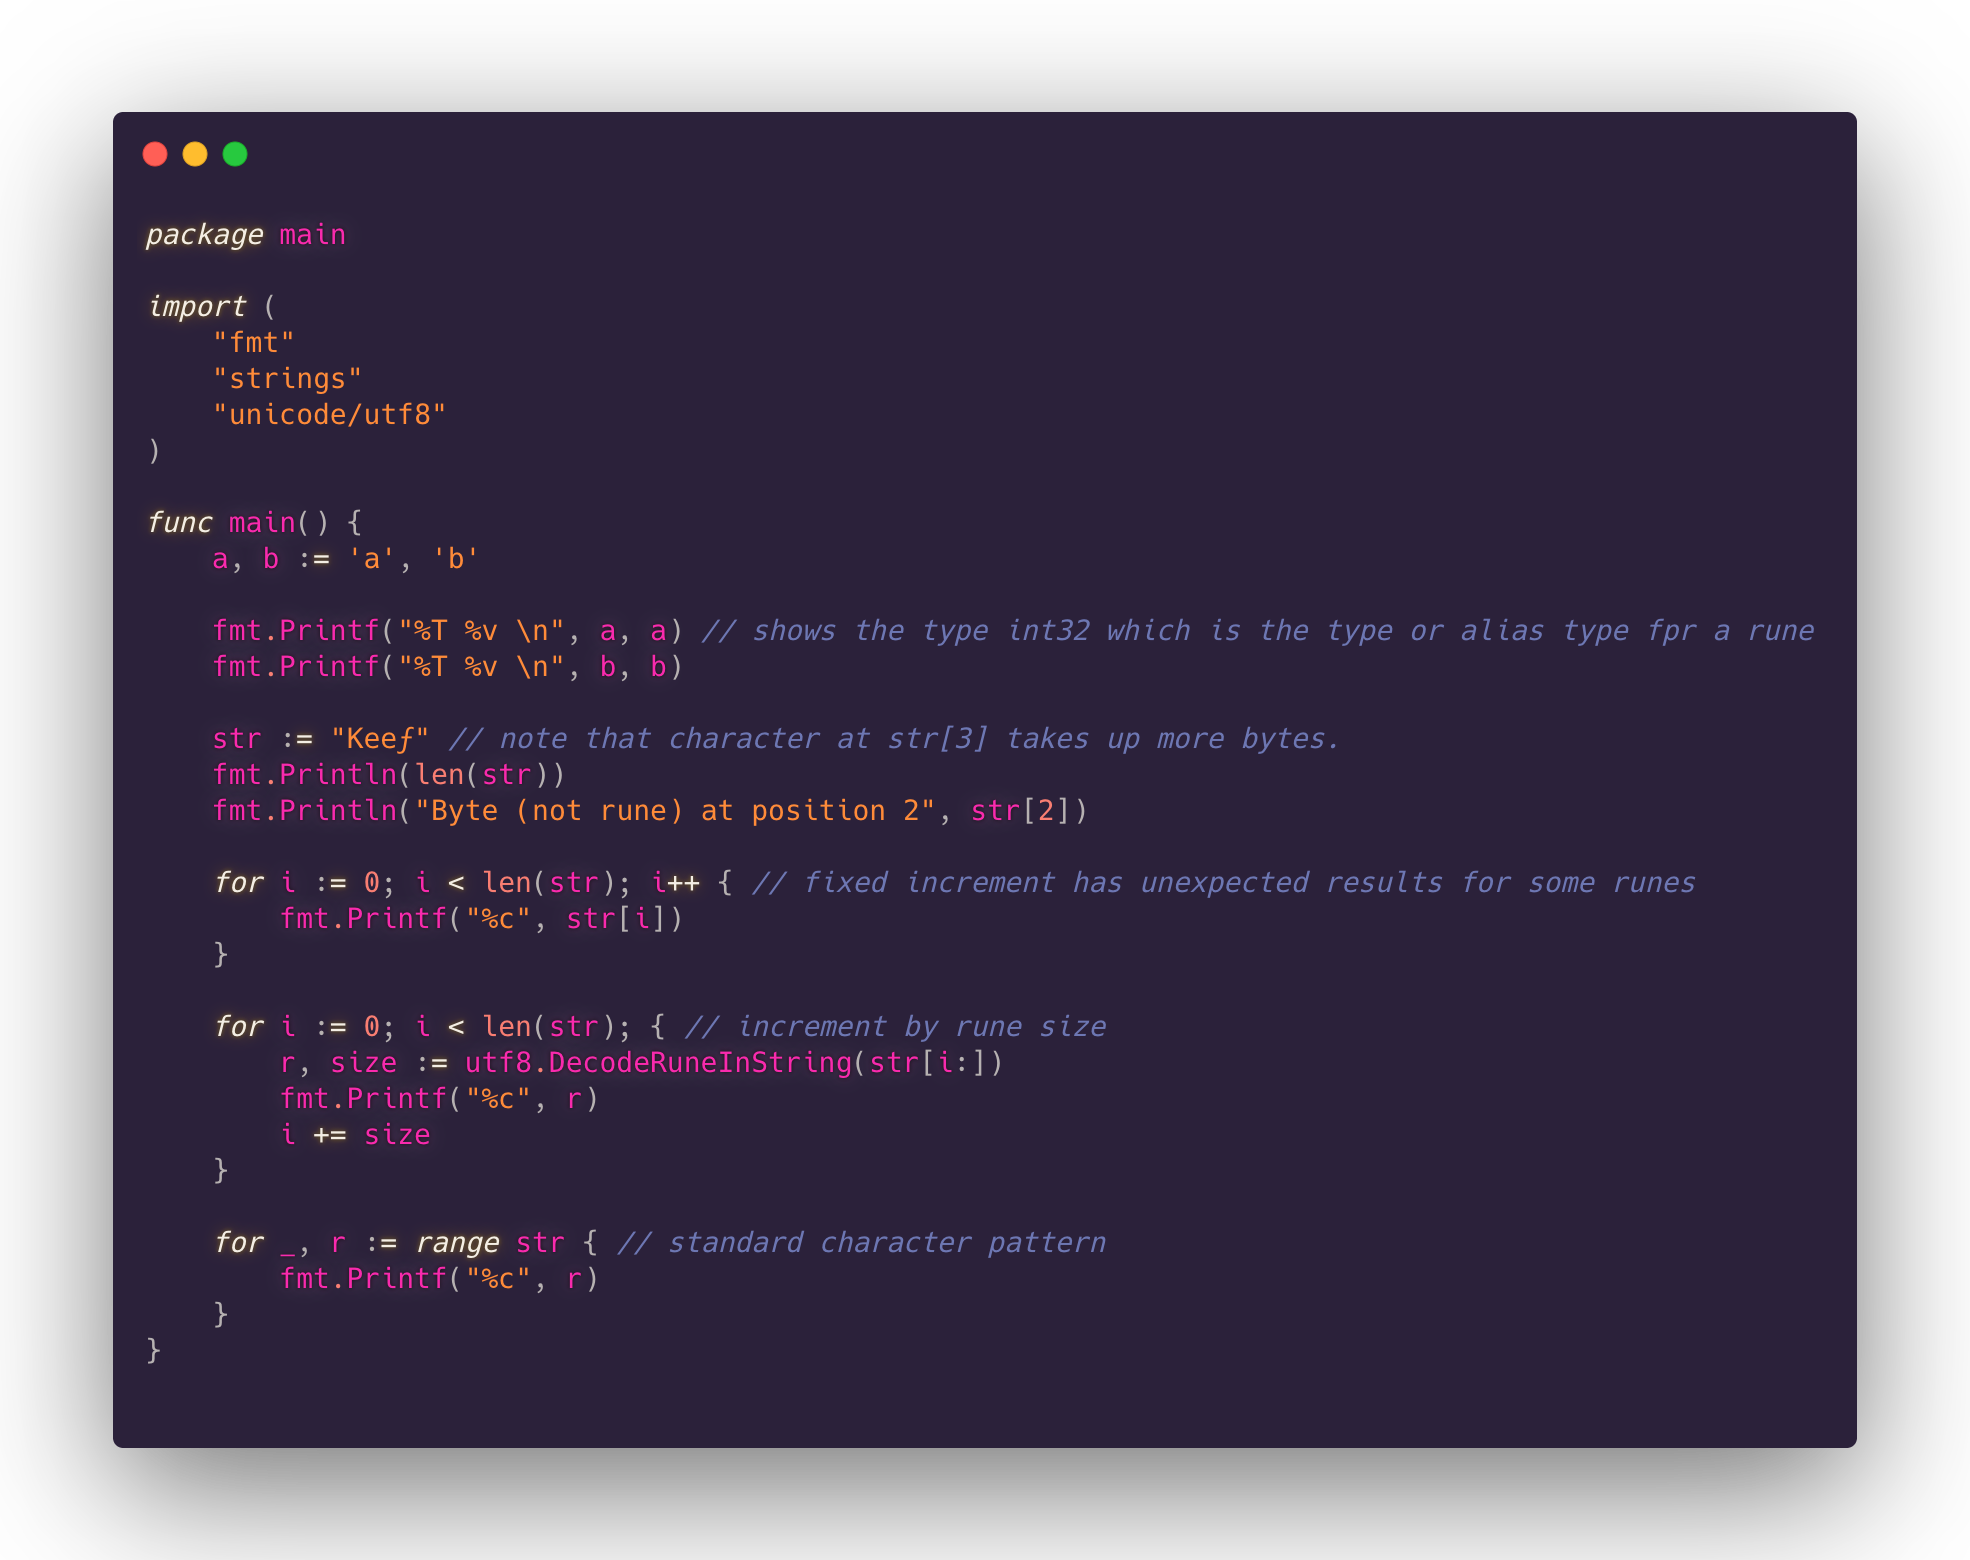 package main

import (
    "fmt"
    "strings"
    "unicode/utf8"
)

func main() {
    a, b := 'a', 'b'

    fmt.Printf("%T %v \n", a, a) // shows the type int32 which is the type or alias type fpr a rune
    fmt.Printf("%T %v \n", b, b)

    str := "Keeƒ" // note that character at str[3] takes up more bytes.
    fmt.Println(len(str))
    fmt.Println("Byte (not rune) at position 2", str[2])

    for i := 0; i < len(str); i++ { // fixed increment has unexpected results for some runes
        fmt.Printf("%c", str[i])
    }

    for i := 0; i < len(str); { // increment by rune size
        r, size := utf8.DecodeRuneInString(str[i:])
        fmt.Printf("%c", r)
        i += size
    }

    for _, r := range str { // standard character pattern
        fmt.Printf("%c", r)
    }
}